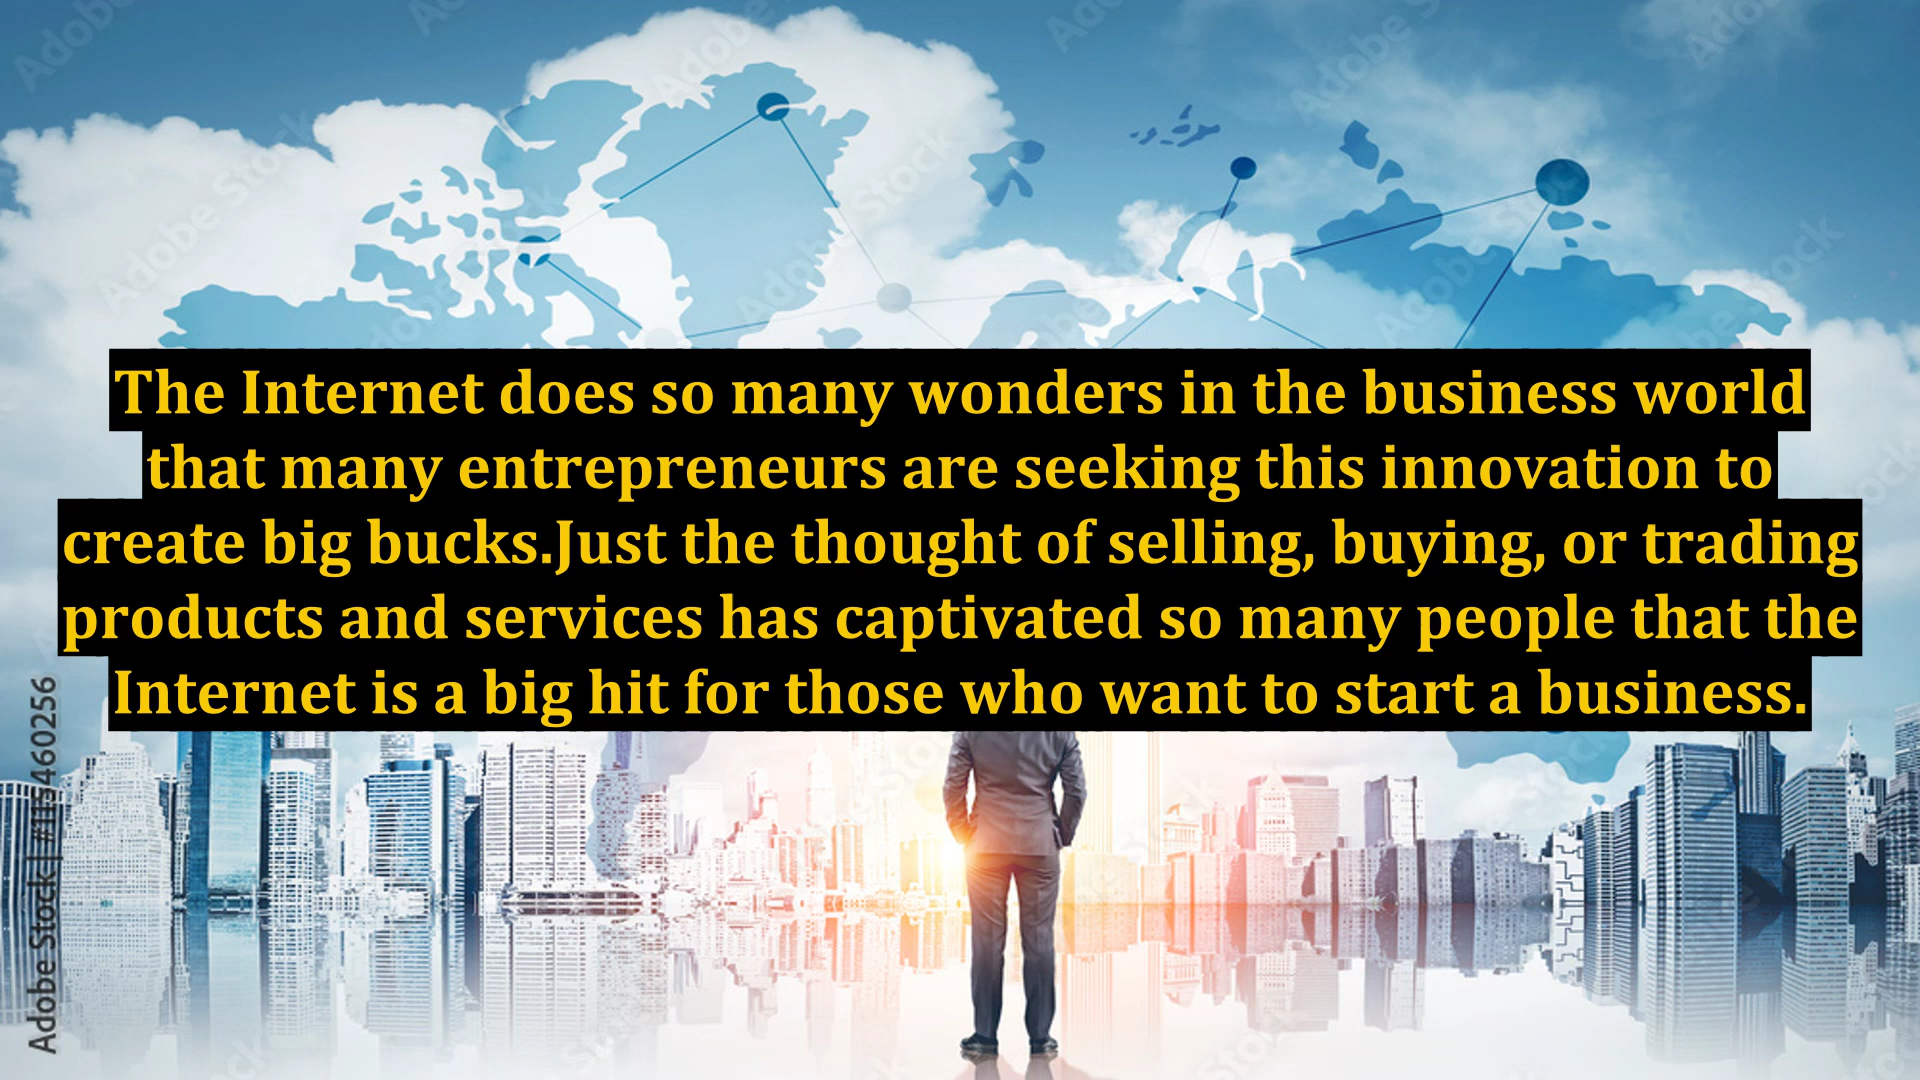 The Internet does so many wonders in the business world
that many entrepreneurs are seeking this innovation to
create big bucks.Just the thought of selling, buying, or trading
products and services has captivated so many people that the
Internet is a big hit for those who want to start a business.
Adobe Stock | #115460256